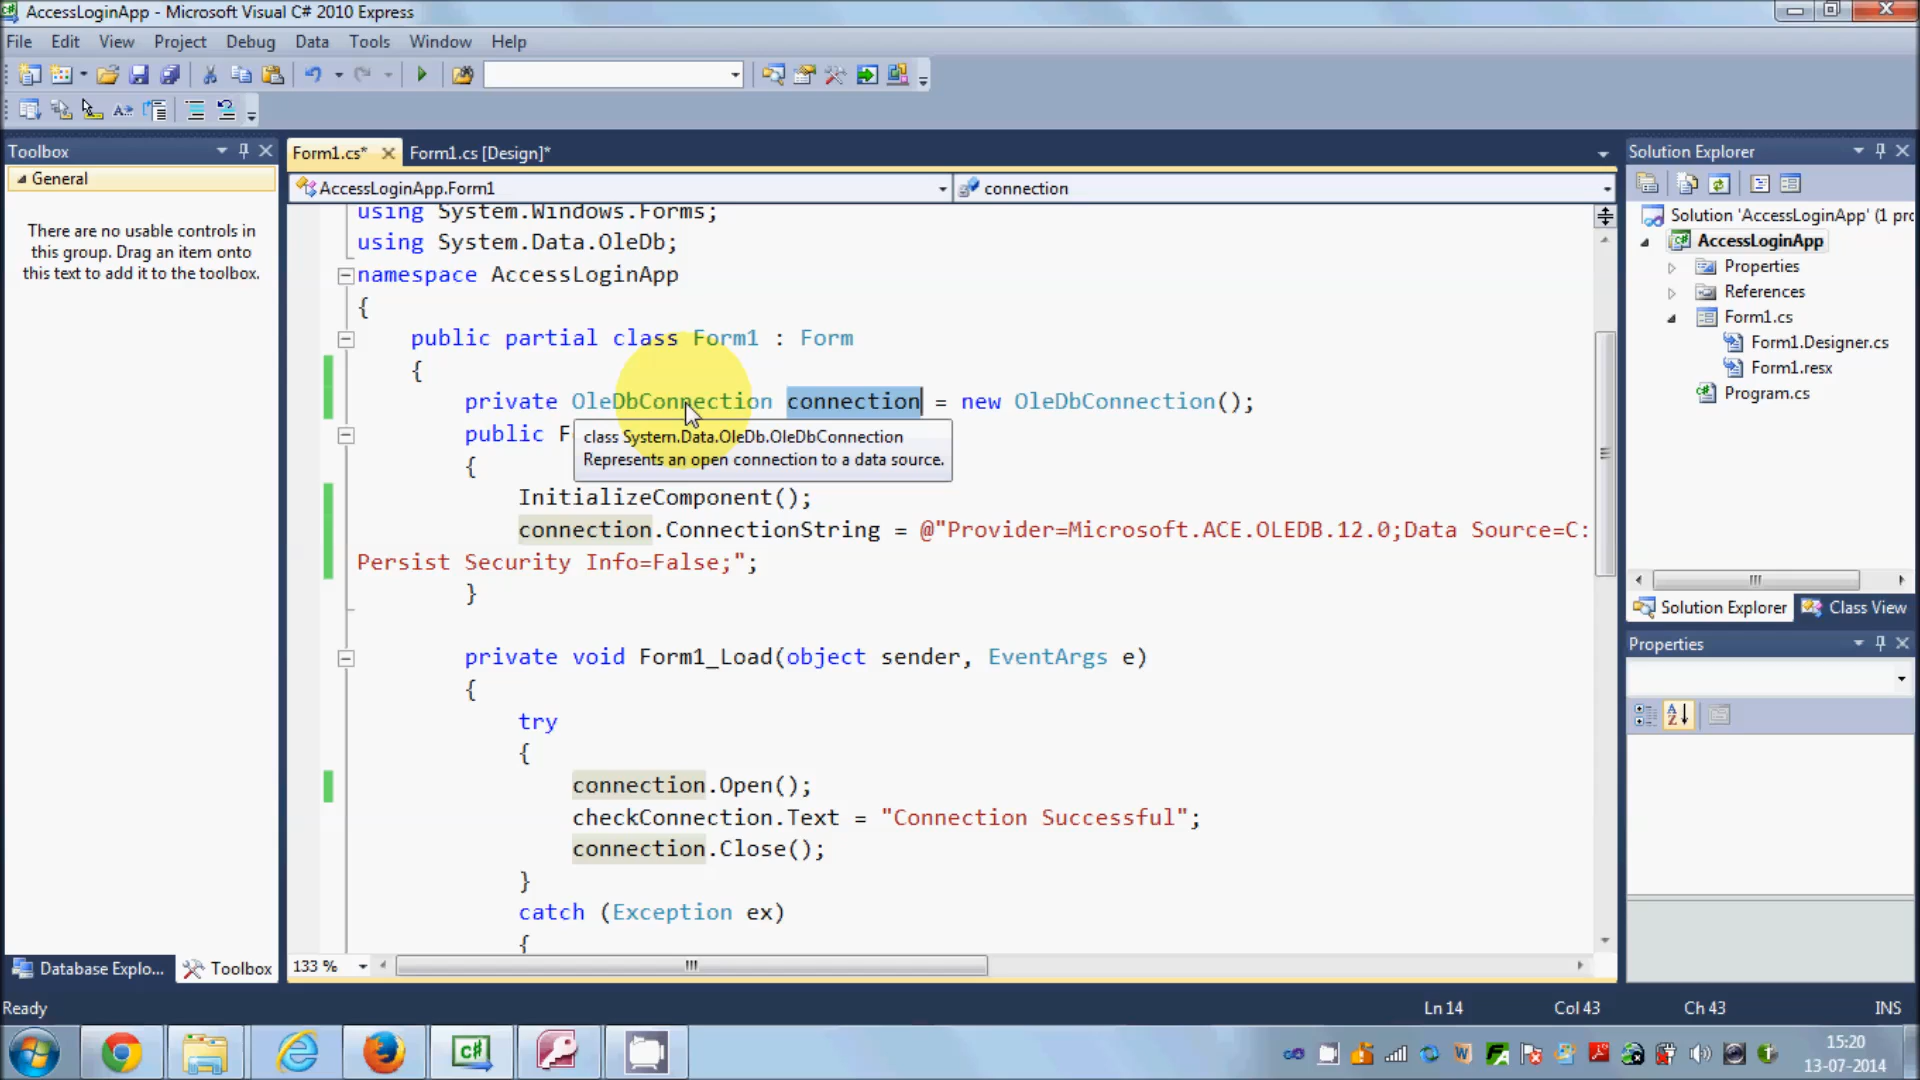 AccessLoginApp - Microsoft Visual C# 2010 Express
File Edit View Project Debug Data Tools Window Help
Toolbox
General
There are no usable controls in
this group. Drag an item onto
this text to add it to the toolbox.
Database Explo...
Toolbox
Form1.cs*
Form1.cs [Design]*
AccessLoginApp.Form1
connection
using System.Windows.Forms;
using System.Data.OleDb;
namespace AccessLoginApp
{
public partial class Form1 : Form
{
private OleDbConnection connection = new OleDbConnection();
public F
class System.Data.OleDb.OleDbConnection
Represents an open connection to a data source.
{
InitializeComponent();
connection.ConnectionString = @"Provider=Microsoft.ACE.OLEDB.12.0;Data Source=C:
Persist Security Info=False;";
}
private void Form1_Load(object sender, EventArgs e)
{
try
{
connection.Open();
checkConnection.Text = "Connection Successful";
connection.Close();
}
catch (Exception ex)
{
133 %
Solution Explorer
Solution 'AccessLoginApp' (1 pro
AccessLoginApp
Properties
References
Form1.cs
Form1.Designer.cs
Form1.resx
Program.cs
Solution Explorer
Class View
Properties
Ready
Ln 14
Col 43
Ch 43
INS
15:20
13-07-2014